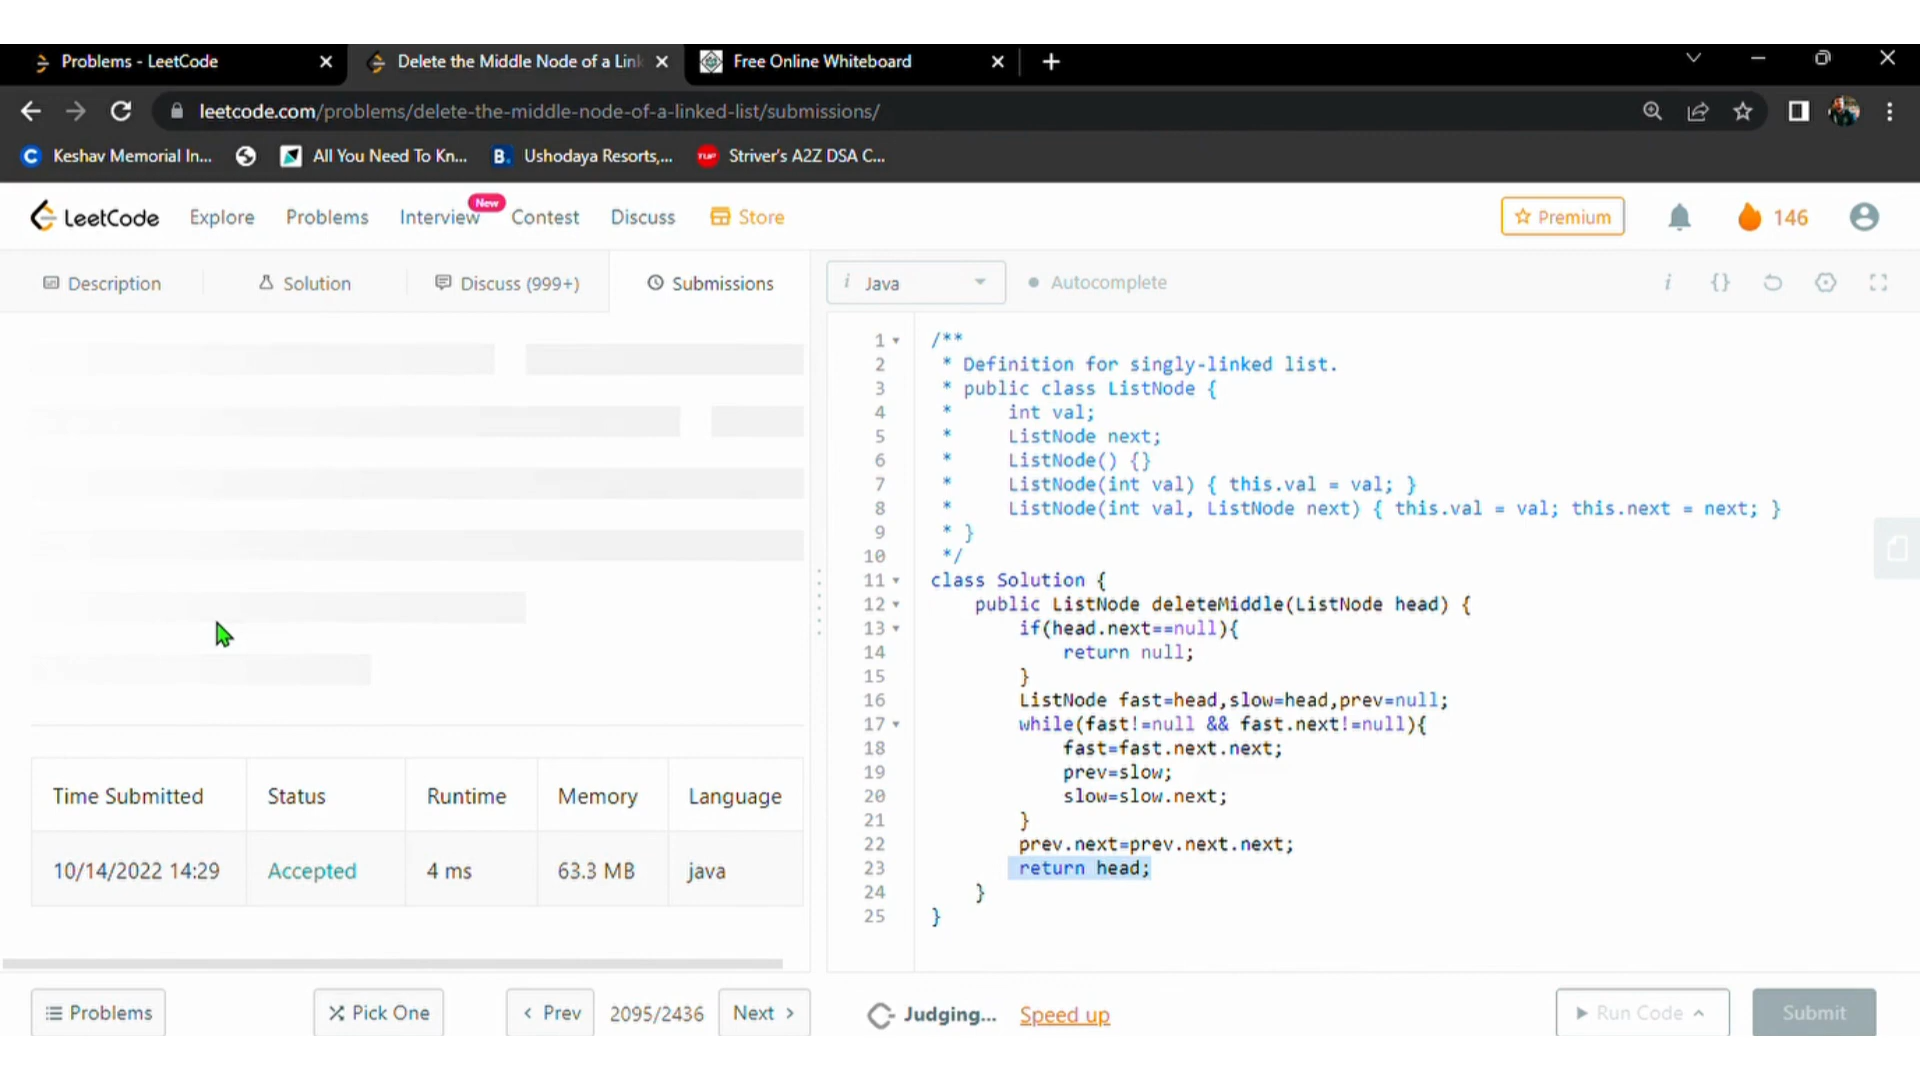 Problems - LeetCode
Delete the Middle Node of a Link
Free Online Whiteboard
leetcode.com/problems/delete-the-middle-node-of-a-linked-list/submissions/
C Keshav Memorial In...
All You Need To Kn...
B. Ushodaya Resorts,...
TUF Striver's A2Z DSA C...
LeetCode
Explore
Problems
Interview
New
Contest
Discuss
Store
Premium
146
Description
Solution
Discuss (999+)
Submissions
i Java
Autocomplete
i {}
1 /**
2 * Definition for singly-linked list.
3 * public class ListNode {
4 *     int val;
5 *     ListNode next;
6 *     ListNode() {}
7 *     ListNode(int val) { this.val = val; }
8 *     ListNode(int val, ListNode next) { this.val = val; this.next = next; }
9 * }
10 */
11 class Solution {
12     public ListNode deleteMiddle(ListNode head) {
13         if(head.next==null){
14             return null;
15         }
16         ListNode fast=head,slow=head,prev=null;
17         while(fast!=null && fast.next!=null){
18             fast=fast.next.next;
19             prev=slow;
20             slow=slow.next;
21         }
22         prev.next=prev.next.next;
23         return head;
24     }
25 }
Time Submitted Status Runtime Memory Language
10/14/2022 14:29 Accepted 4 ms 63.3 MB java
Problems
Pick One
< Prev
2095/2436
Next >
Judging...
Speed up
Run Code
Submit